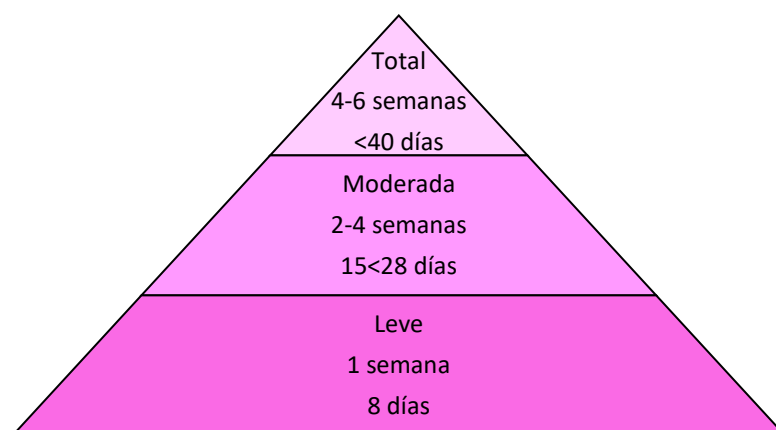 Total
4-6 semanas
<40 días
Moderada
2-4 semanas
15<28 días
Leve
1 semana
8 días